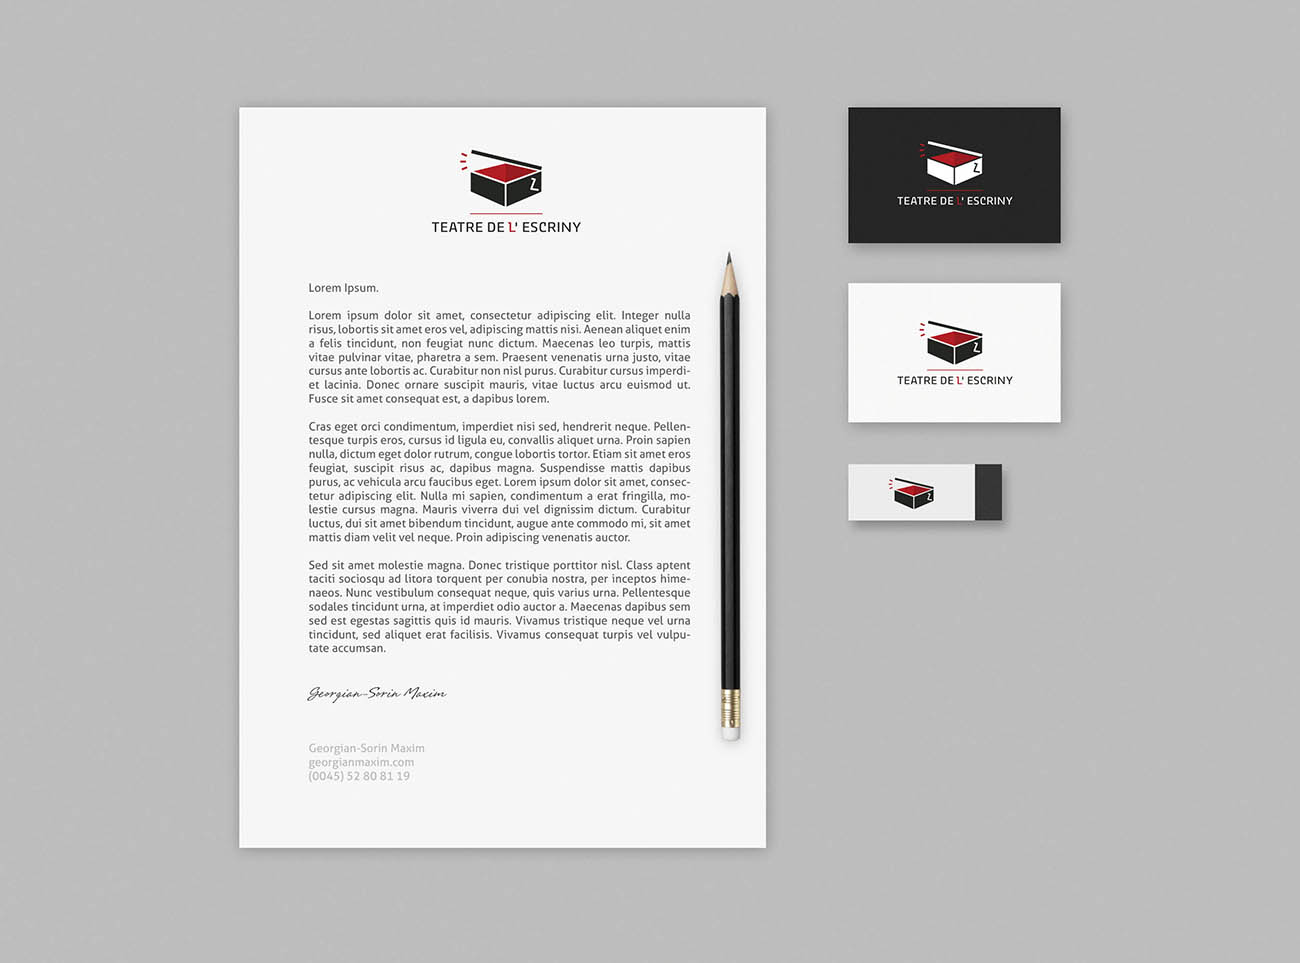 TEATRE DE L' ESCRINY
Lorem Ipsum.
Lorem ipsum dolor sit amet, consectetur adipiscing elit. Integer nulla
risus, lobortis sit amet eros vel, adipiscing mattis nisi. Aenean aliquet enim
a felis tincidunt, non feugiat nunc dictum. Maecenas leo turpis, mattis
vitae pulvinar vitae, pharetra a sem. Praesent venenatis urna justo, vitae
cursus ante lobortis ac. Curabitur non nisl purus. Curabitur cursus imperdi-
et lacinia. Donec ornare suscipit mauris, vitae luctus arcu euismod ut.
Fusce sit amet consequat est, a dapibus lorem.
Cras eget orci condimentum, imperdiet nisi sed, hendrerit neque. Pellen-
tesque turpis eros, cursus id ligula eu, convallis aliquet urna. Proin sapien
nulla, dictum eget dolor rutrum, congue lobortis tortor. Etiam sit amet eros
feugiat, suscipit risus ac, dapibus magna. Suspendisse mattis dapibus
purus, ac vehicula arcu faucibus eget. Lorem ipsum dolor sit amet, consec-
tetur adipiscing elit. Nulla mi sapien, condimentum a erat fringilla, mo-
lestie cursus magna. Mauris viverra dui vel dignissim dictum. Curabitur
luctus, dui sit amet bibendum tincidunt, augue ante commodo mi, sit amet
mattis diam velit vel neque. Proin adipiscing venenatis auctor.
Sed sit amet molestie magna. Donec tristique porttitor nisl. Class aptent
taciti sociosqu ad litora torquent per conubia nostra, per inceptos hime-
naeos. Nunc vestibulum consequat neque, quis varius urna. Pellentesque
sodales tincidunt urna, at imperdiet odio auctor a. Maecenas dapibus sem
sed est egestas sagittis quis id mauris. Vivamus tristique neque vel urna
tincidunt, sed aliquet erat facilisis. Vivamus consequat turpis vel vulpu-
tate accumsan.
Georgian-Sorin Maxim
Georgian-Sorin Maxim
georgianmaxim.com
(0045) 52 80 81 19
TEATRE DE L' ESCRINY
TEATRE DE L' ESCRINY